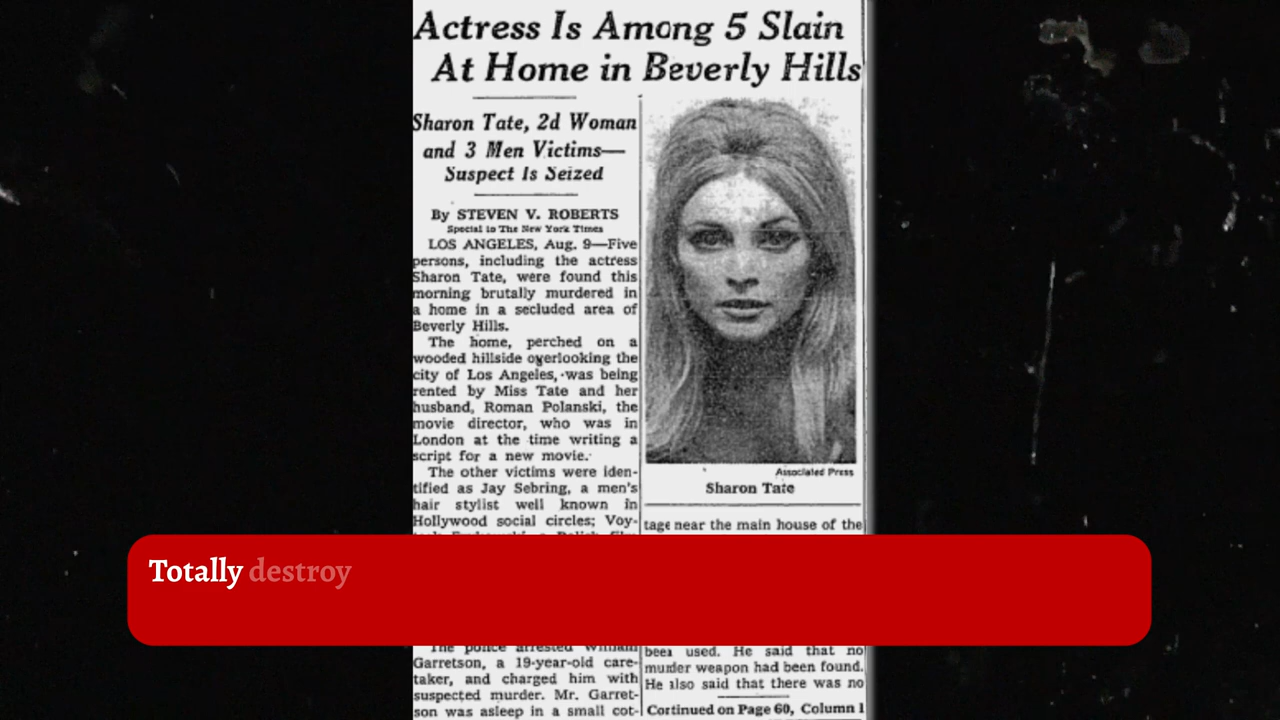 Actress Is Among 5 Slain
At Home in Beverly Hills
Sharon Tate, 2d Woman
and 3 Men Victims—
Suspect Is Seized
By STEVEN V. ROBERTS
Special to The New York Times
LOS ANGELES, Aug. 9—Five
persons, including the actress
Sharon Tate, were found this
morning brutally murdered in
a home in a secluded area of
Beverly Hills.
The home, perched on a
wooded hillside overlooking the
city of Los Angeles, was being
rented by Miss Tate and her
husband, Roman Polanski, the
movie director, who was in
London at the time writing a
script for a new movie.
The other victims were iden-
tified as Jay Sebring, a men's
hair stylist well known in
Hollywood social circles; Voy-
The police arrested William
Garretson, a 19-year-old care-
taker, and charged him with
suspected murder. Mr. Garret-
son was asleep in a small cot-
Associated Press
Sharon Tate
tage near the main house of the
been used. He said that no
murder weapon had been found.
He also said that there was no
Continued on Page 60, Column 1
Totally destroy